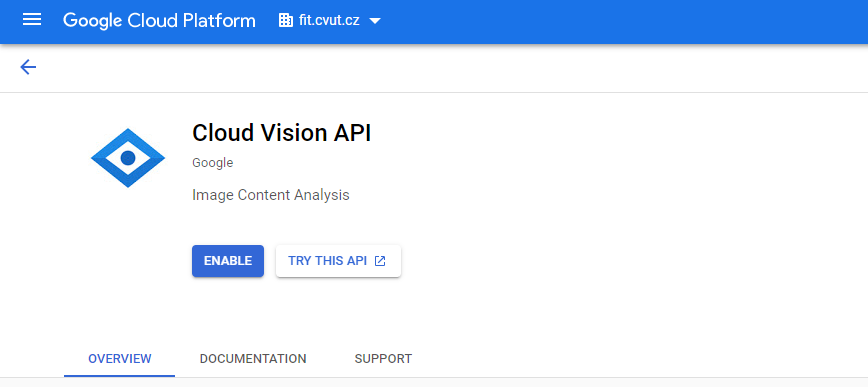 Google Cloud Platform fit.cvut.cz
Cloud Vision API
Google
Image Content Analysis
ENABLE TRY THIS API
OVERVIEW DOCUMENTATION SUPPORT